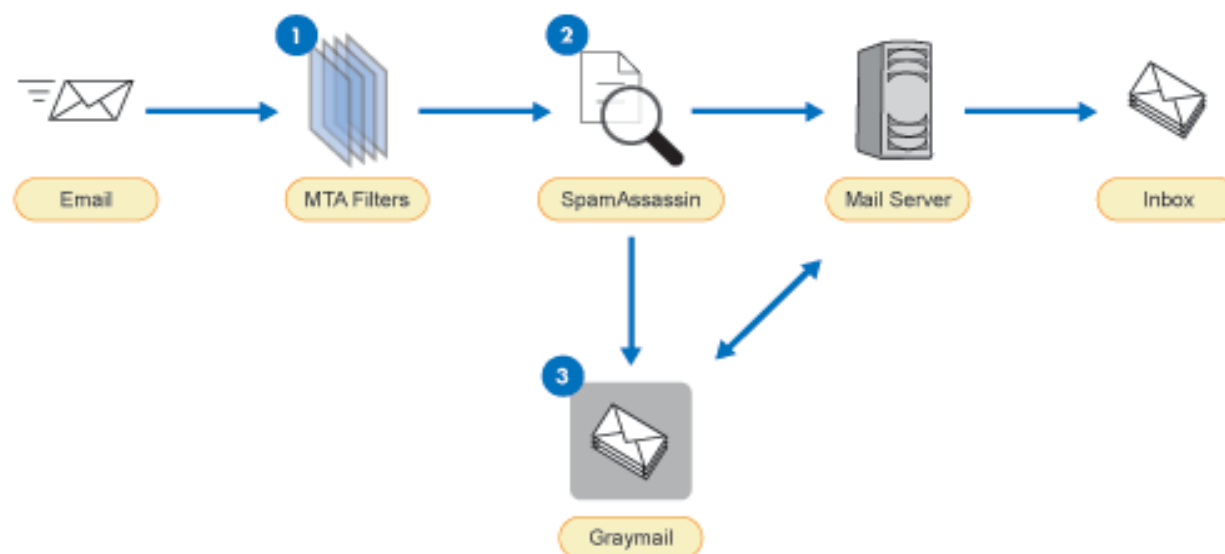 1
2
Email
MTA Filters
SpamAssassin
Mail Server
Inbox
3
Graymail